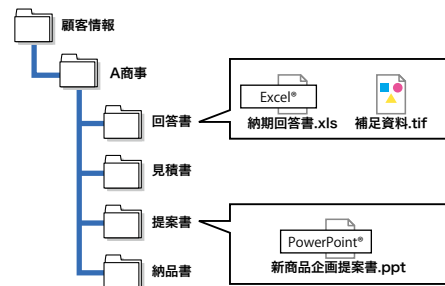 顧客情報
A商事
回答書
Excel®
納期回答書.xls 補足資料.tif
見積書
提案書
PowerPoint®
新商品企画提案書.ppt
納品書